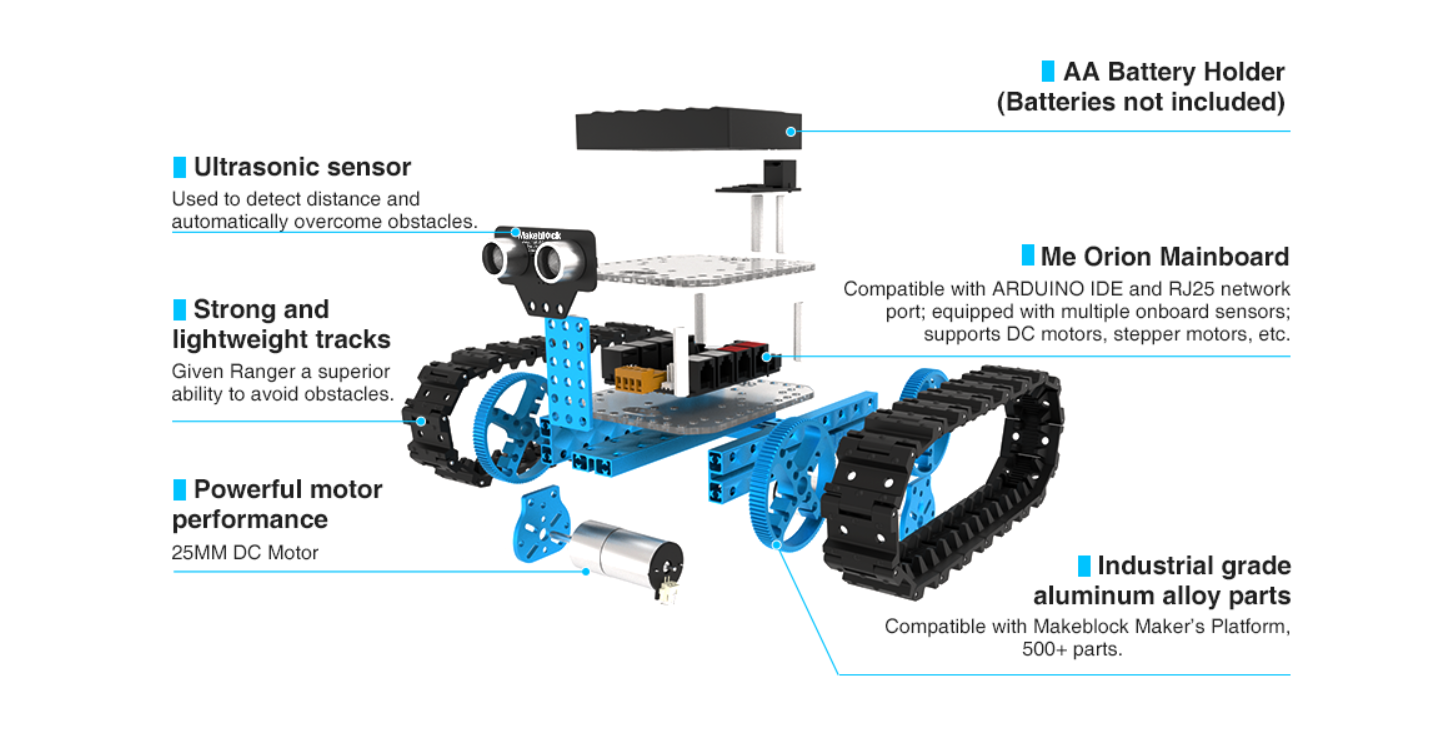 AA Battery Holder
(Batteries not included)
Ultrasonic sensor
Used to detect distance and
automatically overcome obstacles.
Makeblock
Me Orion Mainboard
Compatible with ARDUINO IDE and RJ25 network
port; equipped with multiple onboard sensors;
supports DC motors, stepper motors, etc.
Strong and
lightweight tracks
Given Ranger a superior
ability to avoid obstacles.
Powerful motor
performance
25MM DC Motor
Industrial grade
aluminum alloy parts
Compatible with Makeblock Maker's Platform,
500+ parts.